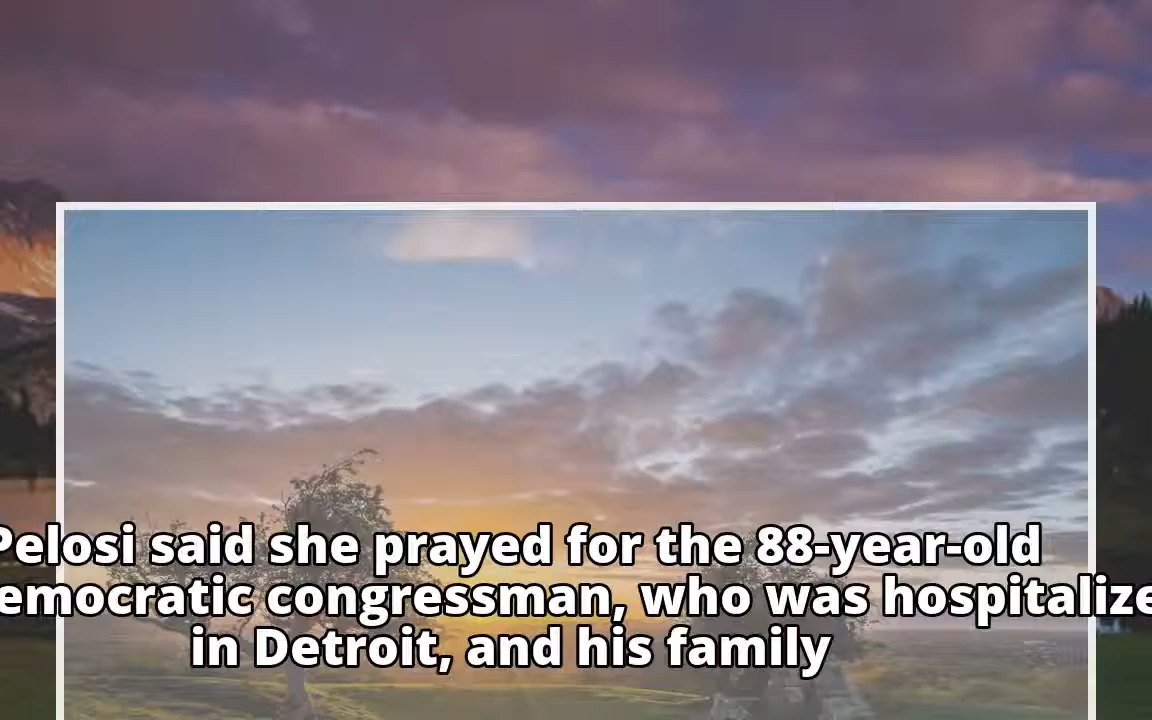 Pelosi said she prayed for the 88-year-old
emocratic congressman, who was hospitalize
in Detroit, and his family